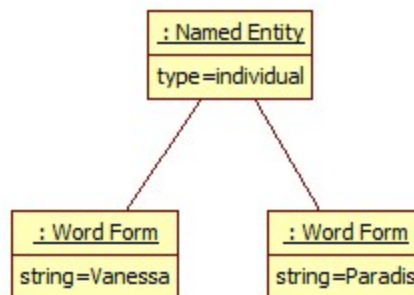 : Named Entity
type=individual
: Word Form
string=Vanessa
: Word Form
string=Paradis